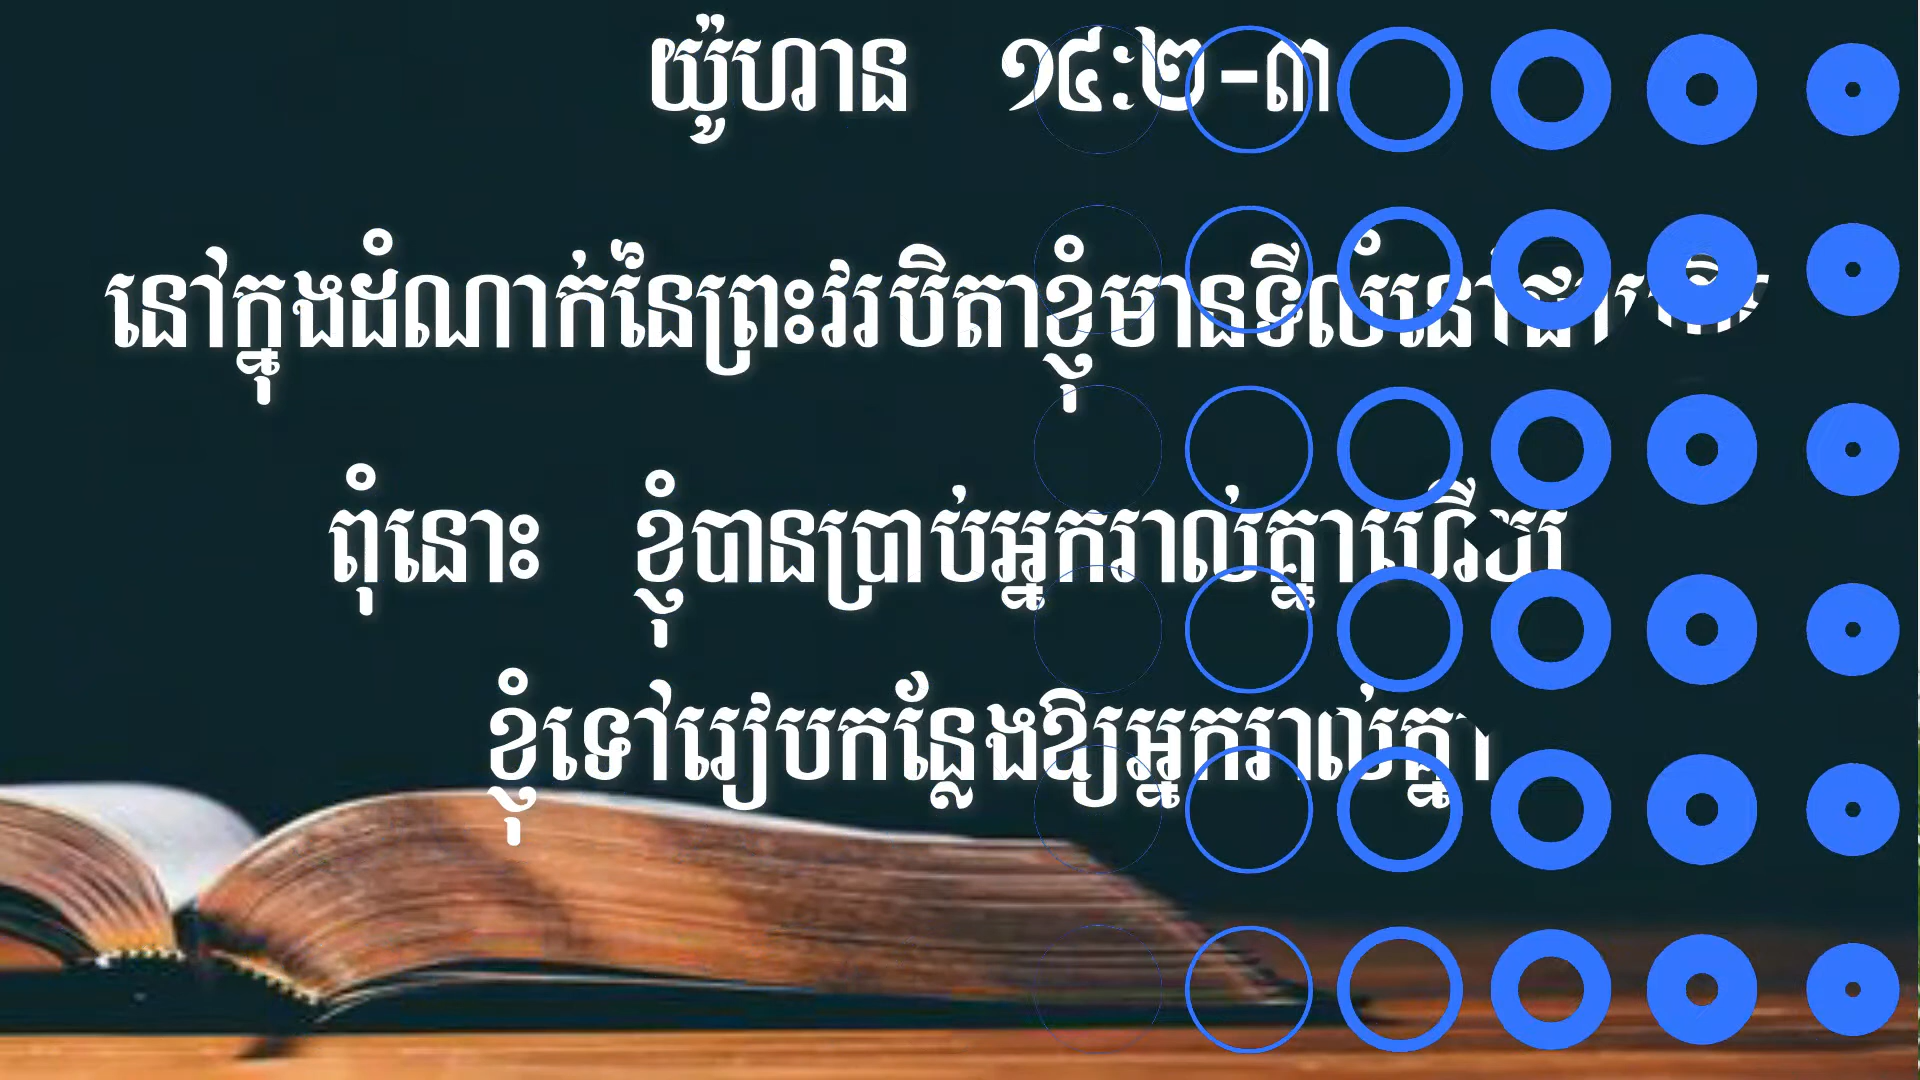 យ៉ូហាន ១៤:២-៣
នៅក្នុងដំណាក់នៃព្រះវរបិតាខ្ញុំមានទីលំនៅ
ពុំនោះ ខ្ញុំបានប្រាប់អ្នករាល់គ្នាហើយ
ខ្ញុំទៅរៀបកន្លែងឱ្យអ្នករាល់គ្នា